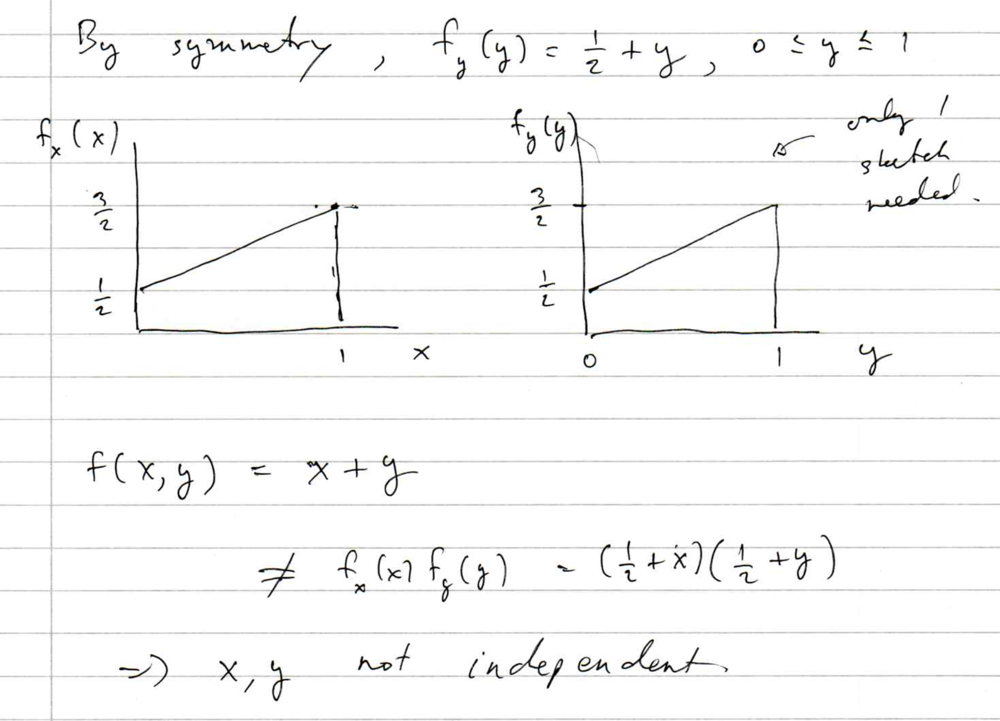 By symmetry, f_y(y) = 1/2 + y, 0 ≤ y ≤ 1
f_x(x)
3/2
1/2
1 x
f_y(y)
3/2
1/2
0 1 y
only 1
sketch
needed.
f(x,y) = x + y
≠ f_x(x) f_y(y) = (1/2 + x)(1/2 + y)
⇒ x, y not independent.